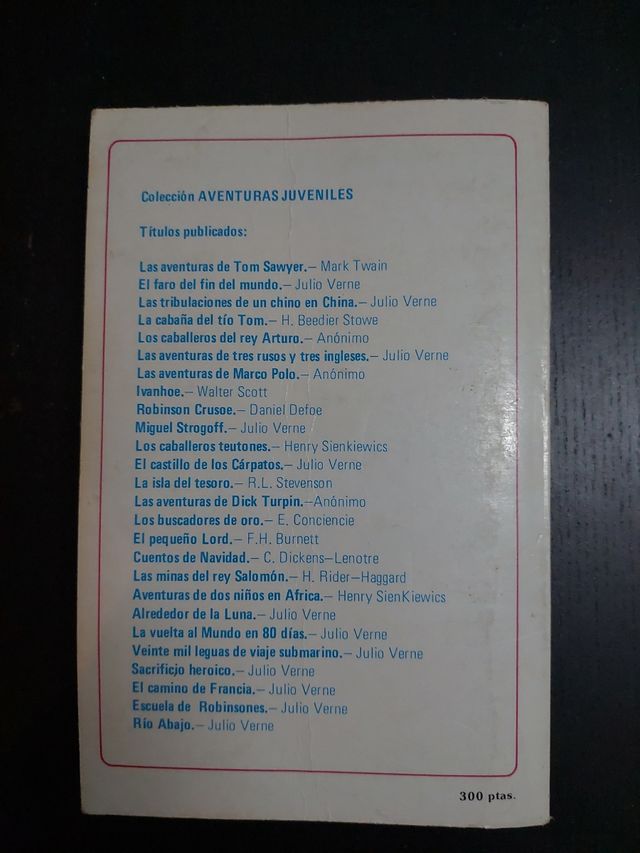 Colección AVENTURAS JUVENILES
Títulos publicados:
Las aventuras de Tom Sawyer.— Mark Twain
El faro del fin del mundo.— Julio Verne
Las tribulaciones de un chino en China.— Julio Verne
La cabaña del tío Tom.— H. Beedier Stowe
Los caballeros del rey Arturo.— Anónimo
Las aventuras de tres rusos y tres ingleses.— Julio Verne
Las aventuras de Marco Polo.— Anónimo
Ivanhoe.— Walter Scott
Robinson Crusoe.— Daniel Defoe
Miguel Strogoff.— Julio Verne
Los caballeros teutones.— Henry Sienkiewics
El castillo de los Cárpatos.— Julio Verne
La isla del tesoro.— R.L. Stevenson
Las aventuras de Dick Turpin.—Anónimo
Los buscadores de oro.— E. Conciencie
El pequeño Lord.— F.H. Burnett
Cuentos de Navidad.— C. Dickens—Lenotre
Las minas del rey Salomón.— H. Rider—Haggard
Aventuras de dos niños en Africa.— Henry SienKiewics
Alrededor de la Luna.— Julio Verne
La vuelta al Mundo en 80 días.— Julio Verne
Veinte mil leguas de viaje submarino.— Julio Verne
Sacrificio heroico.— Julio Verne
El camino de Francia.— Julio Verne
Escuela de Robinsones.— Julio Verne
Río Abajo.— Julio Verne
300 ptas.